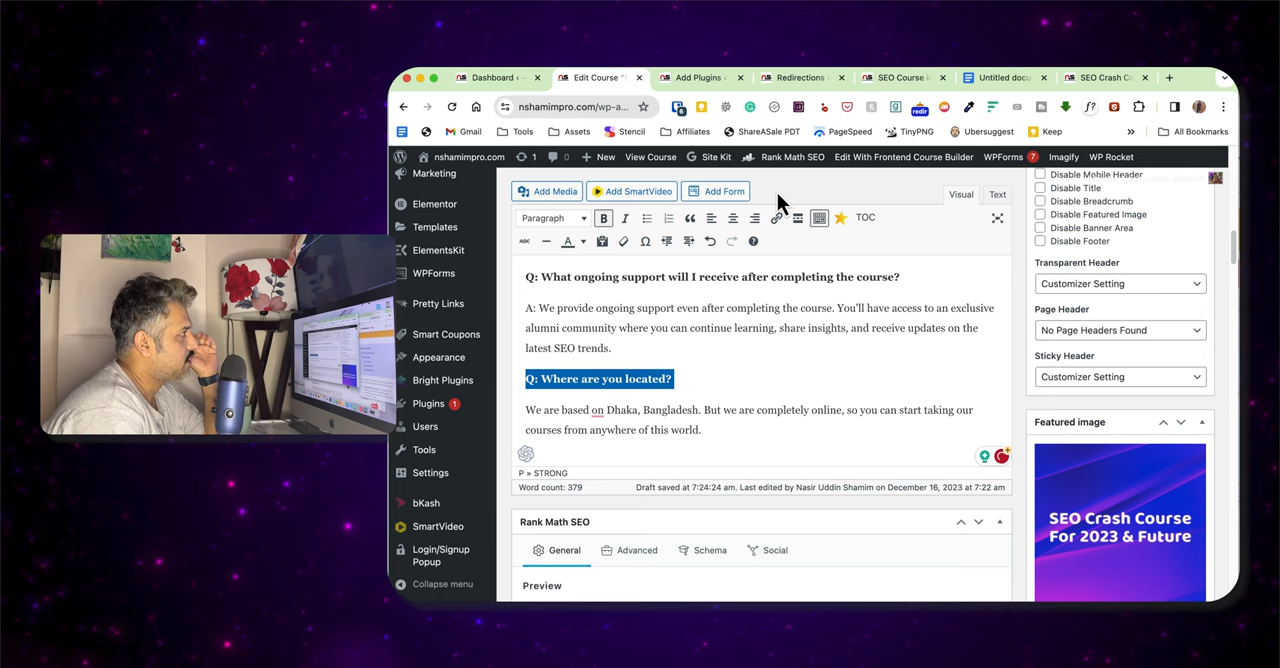 Dashboard ‹
Edit Course "
Add Plugins ‹
Redirections ‹
SEO Course i
Untitled docu
SEO Crash C
nshamimpro.com/wp-a...
redir
f?
Gmail
Tools
Assets
Stencil
Affiliates
ShareASale PDT
PageSpeed
TinyPNG
Ubersuggest
Keep
»
All Bookmarks
nshamimpro.com
1
0
New
View Course
Site Kit
Rank Math SEO
Edit With Frontend Course Builder
WPForms 7
Imagify
WP Rocket
Marketing
Elementor
Templates
ElementsKit
WPForms
Pretty Links
Smart Coupons
Appearance
Bright Plugins
Plugins 1
Users
Tools
Settings
bKash
SmartVideo
Login/Signup
Popup
Collapse menu
Add Media
Add SmartVideo
Add Form
Visual
Text
Paragraph
B I
TOC
ABC
A
Q: What ongoing support will I receive after completing the course?
A: We provide ongoing support even after completing the course. You'll have access to an exclusive
alumni community where you can continue learning, share insights, and receive updates on the
latest SEO trends.
Q: Where are you located?
We are based on Dhaka, Bangladesh. But we are completely online, so you can start taking our
courses from anywhere of this world.
P » STRONG
Word count: 379
Draft saved at 7:24:24 am. Last edited by Nasir Uddin Shamim on December 16, 2023 at 7:22 am
Rank Math SEO
General
Advanced
Schema
Social
Preview
Disable Mobile Header
Disable Title
Disable Breadcrumb
Disable Featured Image
Disable Banner Area
Disable Footer
Transparent Header
Customizer Setting
Page Header
No Page Headers Found
Sticky Header
Customizer Setting
Featured image
SEO Crash Course
For 2023 & Future